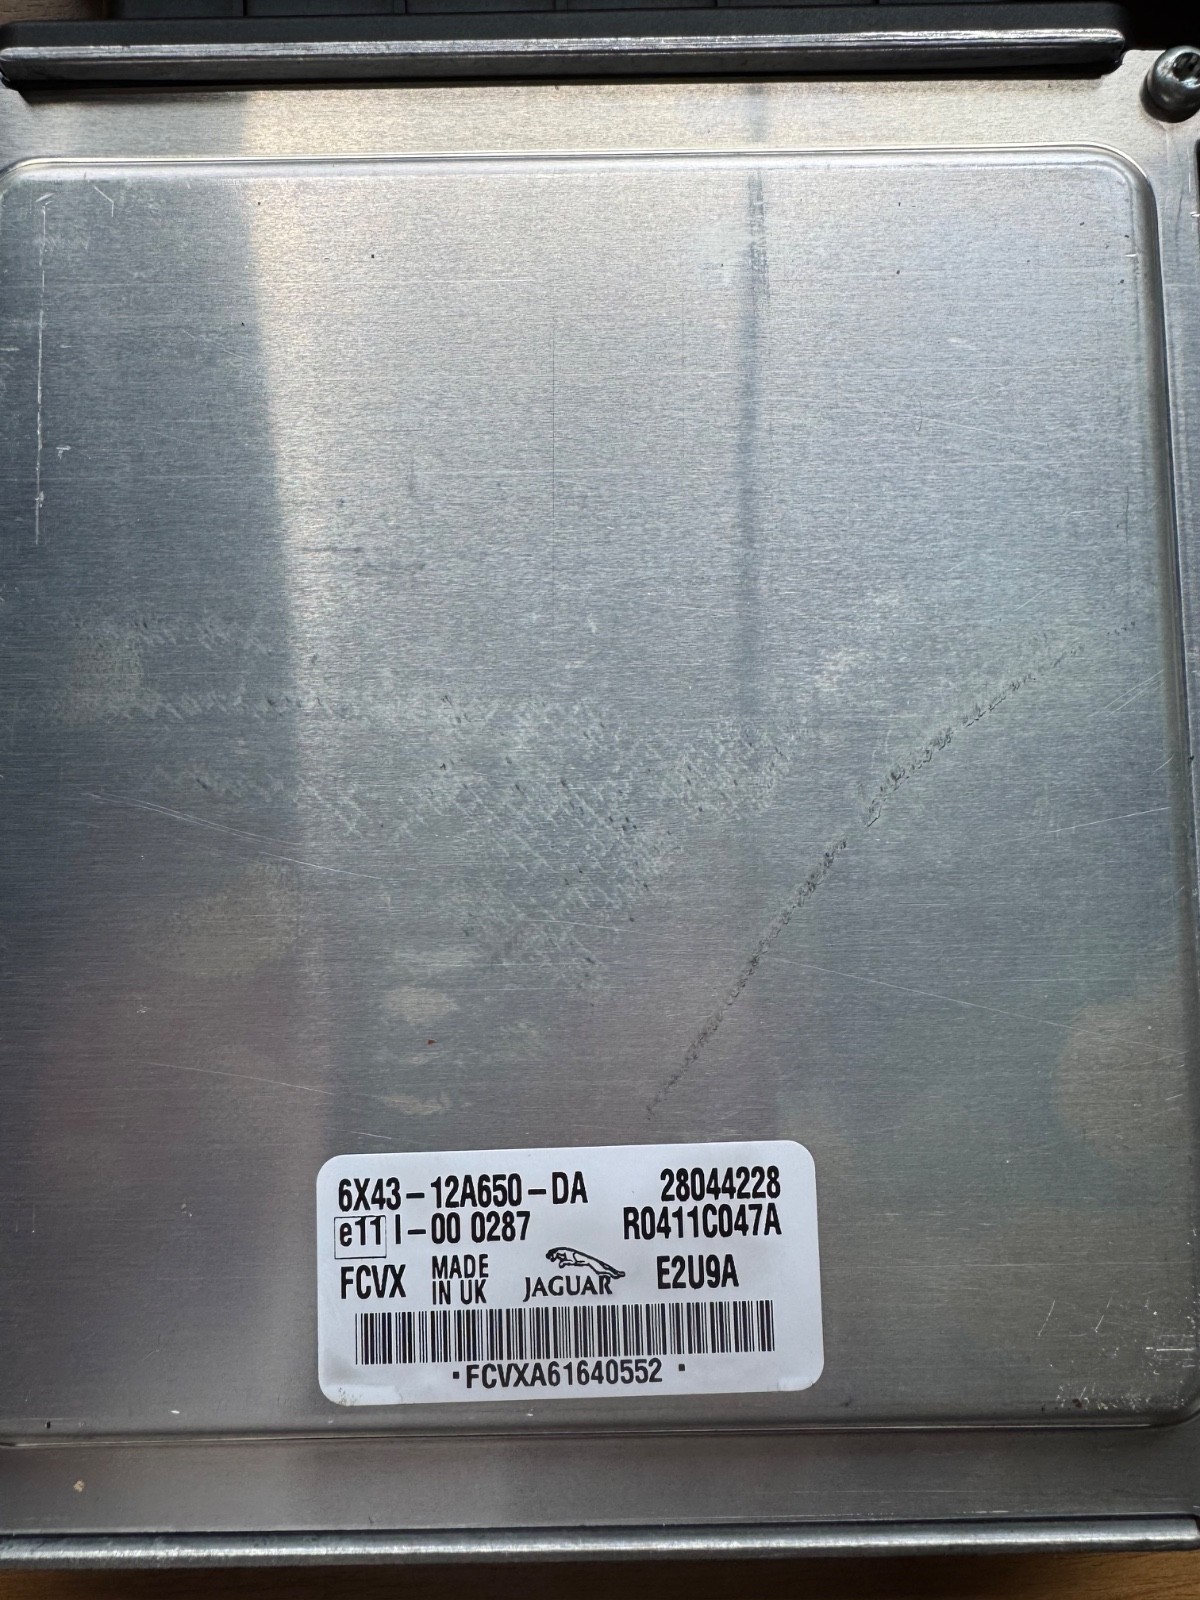 6X43-12A650-DA 28044228
e11 I-00 0287 R0411C047A
FCVX MADE IN UK JAGUAR E2U9A
·FCVXA61640552 ·